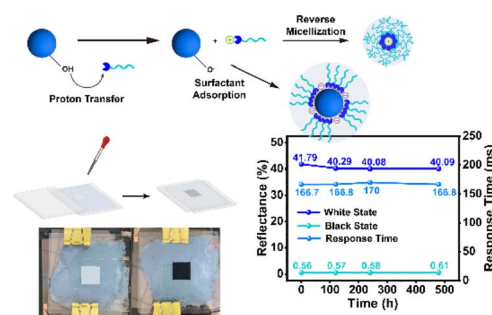 Reverse
Micellization
OH
+
O⁻
Proton Transfer
Surfactant
Adsorption
50
40
30
20
10
0
Reflectance (%)
41.79 40.29 40.08 40.09
166.7 166.8 170 166.8
White State
Black State
Response Time
0.56 0.57 0.58 0.61
250
200
150
100
50
0
Response Time (ms)
0 100 200 300 400 500
Time (h)